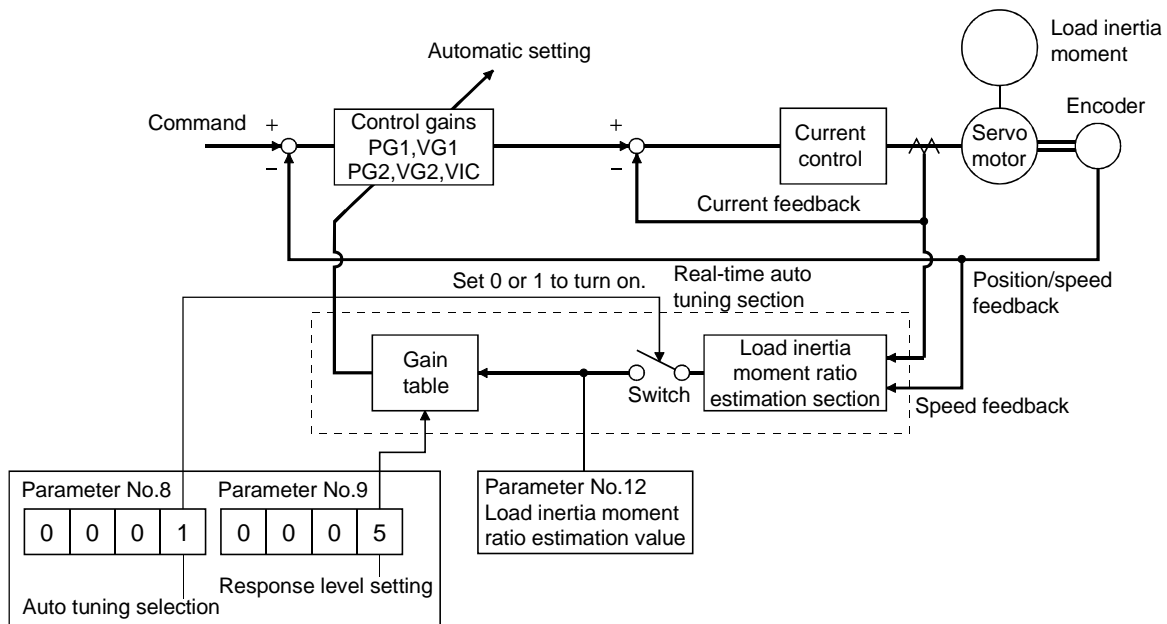 Automatic setting
Load inertia
moment
Command
+
−
Control gains
PG1,VG1
PG2,VG2,VIC
+
−
Current
control
Servo
motor
Encoder
Current feedback
Set 0 or 1 to turn on.
Real-time auto
tuning section
Position/speed
feedback
Gain
table
Switch
Load inertia
moment ratio
estimation section
Speed feedback
Parameter No.8
0 0 0 1
Auto tuning selection
Parameter No.9
0 0 0 5
Response level setting
Parameter No.12
Load inertia moment
ratio estimation value